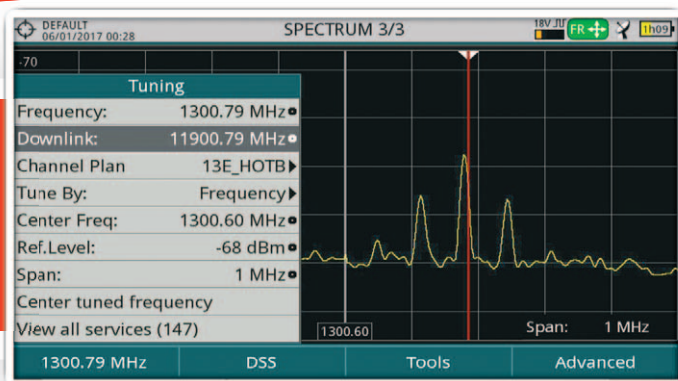 DEFAULT
06/01/2017 00:28
SPECTRUM 3/3
18V
FR
1h09
-70
Tuning
Frequency: 1300.79 MHz
Downlink: 11900.79 MHz
Channel Plan 13E_HOTB
Tune By: Frequency
Center Freq: 1300.60 MHz
Ref.Level: -68 dBm
Span: 1 MHz
Center tuned frequency
View all services (147)
1300.60
Span: 1 MHz
1300.79 MHz
DSS
Tools
Advanced